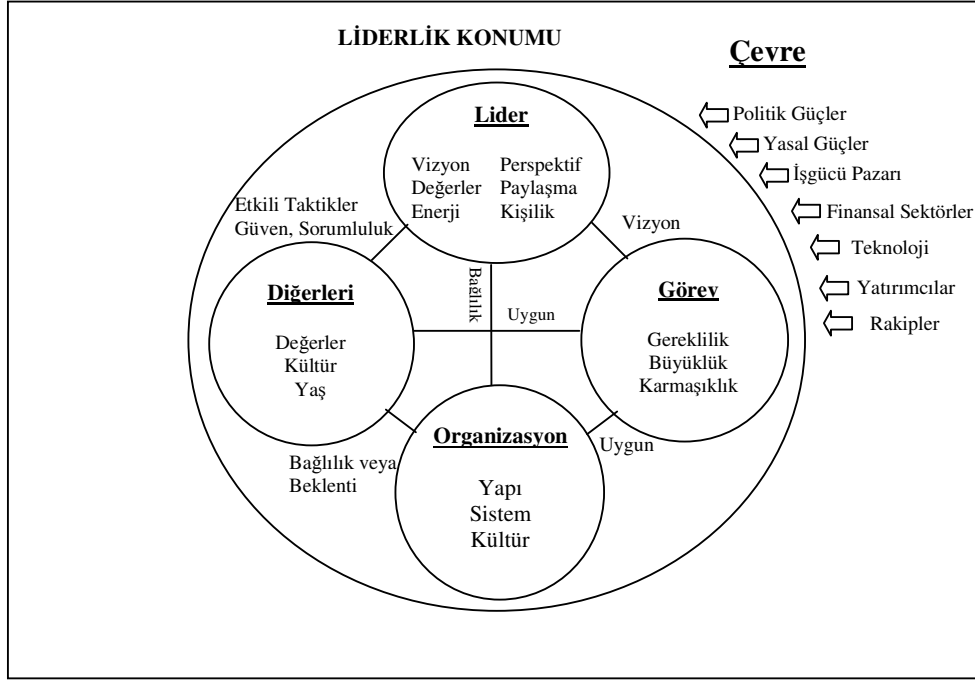 LİDERLİK KONUMU
Çevre
Lider
Vizyon Perspektif
Değerler Paylaşma
Enerji Kişilik
Politik Güçler
Yasal Güçler
İşgücü Pazarı
Finansal Sektörler
Teknoloji
Yatırımcılar
Rakipler
Etkili Taktikler
Güven, Sorumluluk
Vizyon
Diğerleri
Değerler
Kültür
Yaş
Bağlılık
Uygun
Görev
Gereklilik
Büyüklük
Karmaşıklık
Bağlılık veya
Beklenti
Organizasyon
Yapı
Sistem
Kültür
Uygun